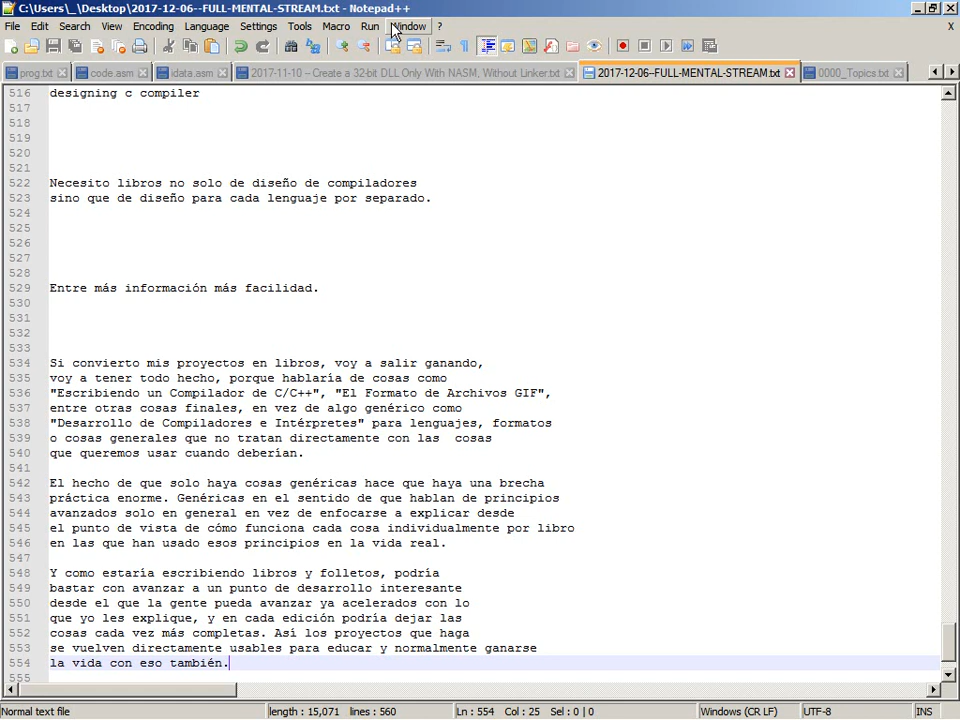 C:\Users\_\Desktop\2017-12-06--FULL-MENTAL-STREAM.txt - Notepad++
File Edit Search View Encoding Language Settings Tools Macro Run Window ? X
prog.txt code.asm idata.asm 2017-11-10 -- Create a 32-bit DLL Only With NASM, Without Linker.txt 2017-12-06--FULL-MENTAL-STREAM.txt 0000_Topics.txt
516 designing c compiler
517
518
519
520
521
522 Necesito libros no solo de diseño de compiladores
523 sino que de diseño para cada lenguaje por separado.
524
525
526
527
528
529 Entre más información más facilidad.
530
531
532
533
534 Si convierto mis proyectos en libros, voy a salir ganando,
535 voy a tener todo hecho, porque hablaría de cosas como
536 "Escribiendo un Compilador de C/C++", "El Formato de Archivos GIF",
537 entre otras cosas finales, en vez de algo genérico como
538 "Desarrollo de Compiladores e Intérpretes" para lenguajes, formatos
539 o cosas generales que no tratan directamente con las  cosas
540 que queremos usar cuando deberían.
541
542 El hecho de que solo haya cosas genéricas hace que haya una brecha
543 práctica enorme. Genéricas en el sentido de que hablan de principios
544 avanzados solo en general en vez de enfocarse a explicar desde
545 el punto de vista de cómo funciona cada cosa individualmente por libro
546 en las que han usado esos principios en la vida real.
547
548 Y como estaría escribiendo libros y folletos, podría
549 bastar con avanzar a un punto de desarrollo interesante
550 desde el que la gente pueda avanzar ya acelerados con lo
551 que yo les explique, y en cada edición podría dejar las
552 cosas cada vez más completas. Así los proyectos que haga
553 se vuelven directamente usables para educar y normalmente ganarse
554 la vida con eso también.
555
Normal text file length : 15,071 lines : 560 Ln : 554 Col : 25 Sel : 0 | 0 Windows (CR LF) UTF-8 INS